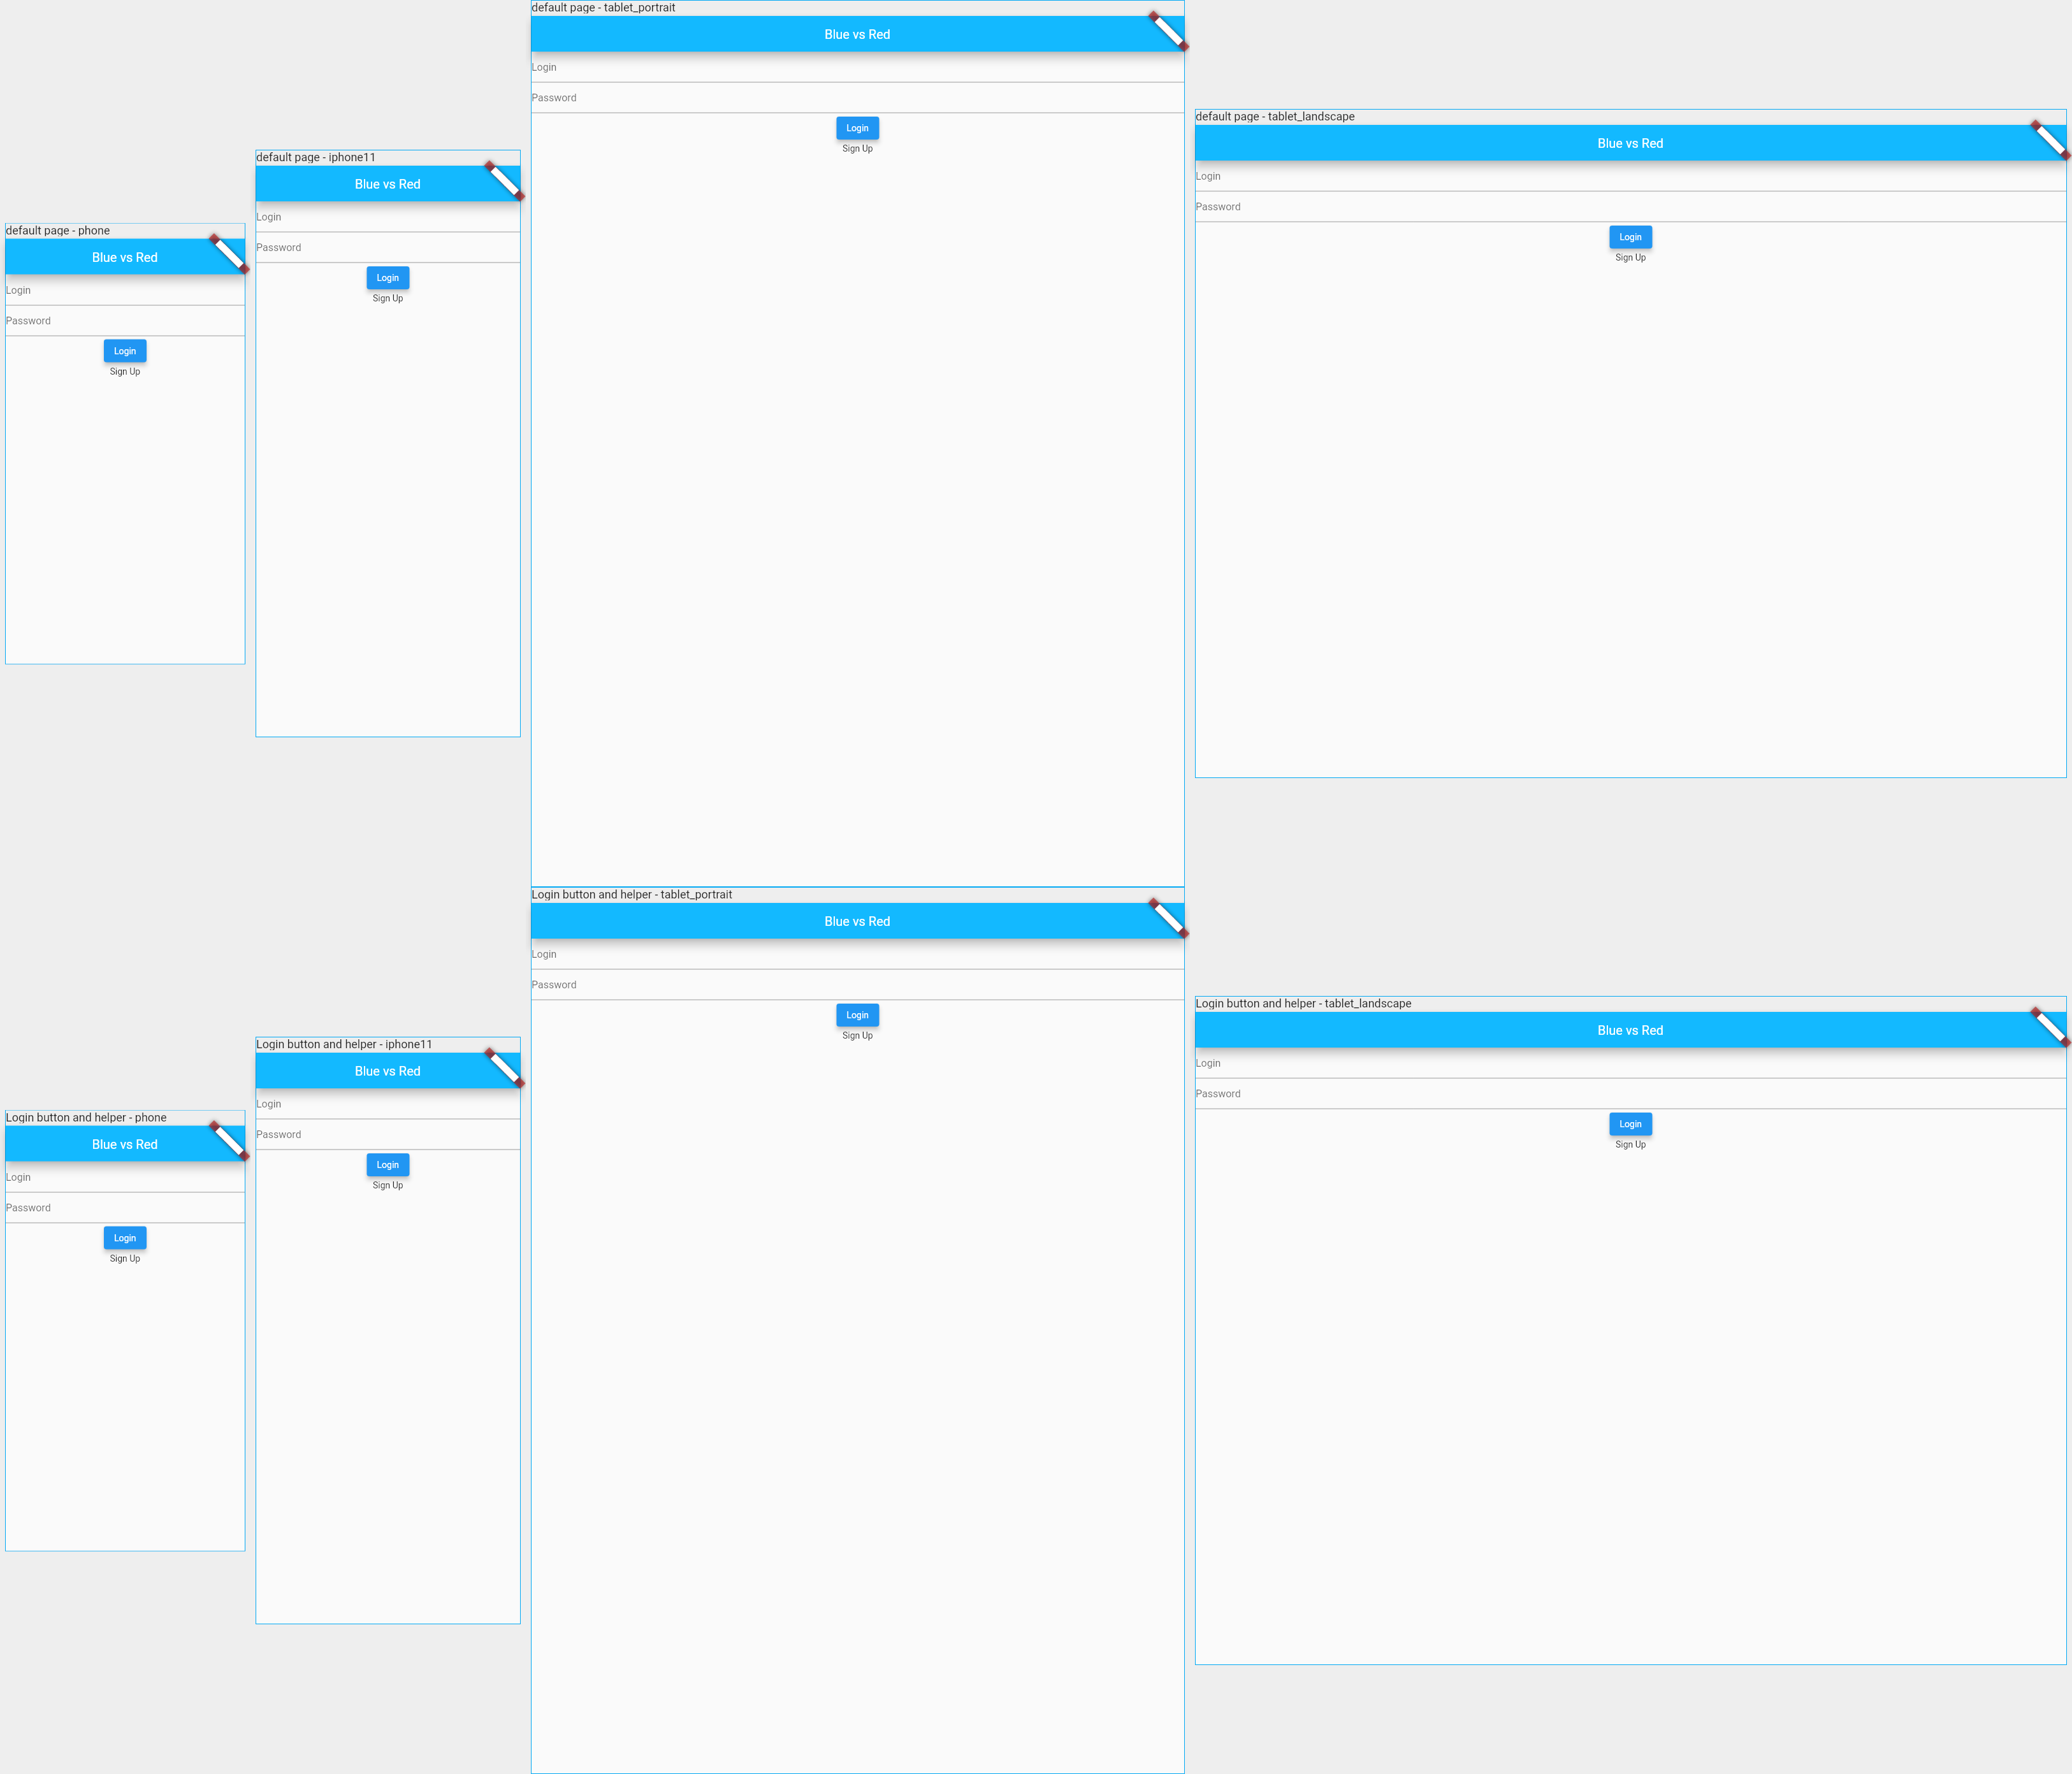 default page - phone
Blue vs Red
Login
Password
Login
Sign Up
default page - iphone11
Blue vs Red
Login
Password
Login
Sign Up
default page - tablet_portrait
Blue vs Red
Login
Password
Login
Sign Up
default page - tablet_landscape
Blue vs Red
Login
Password
Login
Sign Up
Login button and helper - phone
Blue vs Red
Login
Password
Login
Sign Up
Login button and helper - iphone11
Blue vs Red
Login
Password
Login
Sign Up
Login button and helper - tablet_portrait
Blue vs Red
Login
Password
Login
Sign Up
Login button and helper - tablet_landscape
Blue vs Red
Login
Password
Login
Sign Up